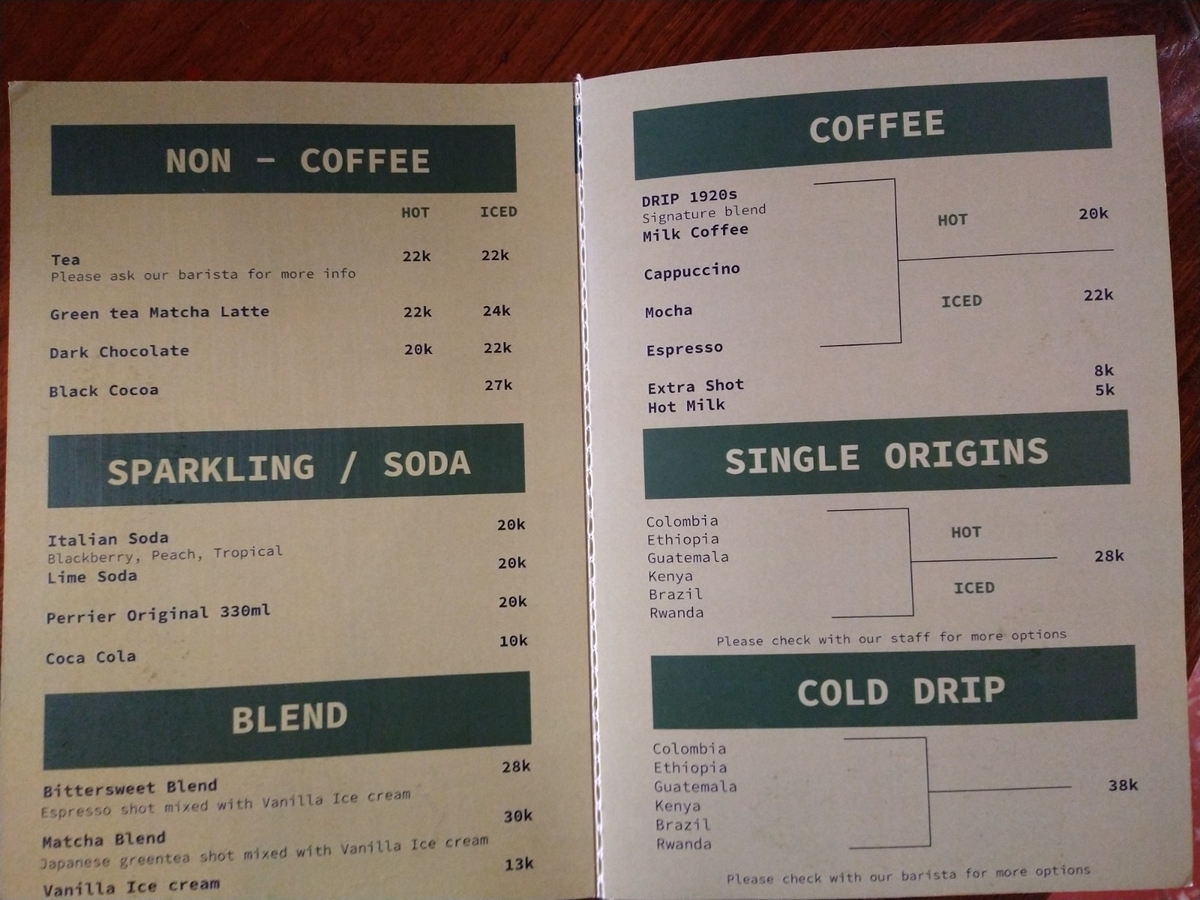 NON - COFFEE
HOT ICED
Tea 22k 22k
Please ask our barista for more info
Green tea Matcha Latte 22k 24k
Dark Chocolate 20k 22k
Black Cocoa 27k
SPARKLING / SODA
Italian Soda 20k
Blackberry, Peach, Tropical
Lime Soda 20k
Perrier Original 330ml 20k
Coca Cola 10k
BLEND
Bittersweet Blend 28k
Espresso shot mixed with Vanilla Ice cream
Matcha Blend 30k
Japanese greentea shot mixed with Vanilla Ice cream
Vanilla Ice cream 13k
COFFEE
DRIP 1920s
Signature blend
HOT 20k
Milk Coffee
Cappuccino
ICED 22k
Mocha
Espresso
Extra Shot 8k
Hot Milk 5k
SINGLE ORIGINS
Colombia
Ethiopia HOT
Guatemala 28k
Kenya
Brazil ICED
Rwanda
Please check with our staff for more options
COLD DRIP
Colombia
Ethiopia
Guatemala 38k
Kenya
Brazil
Rwanda
Please check with our barista for more options